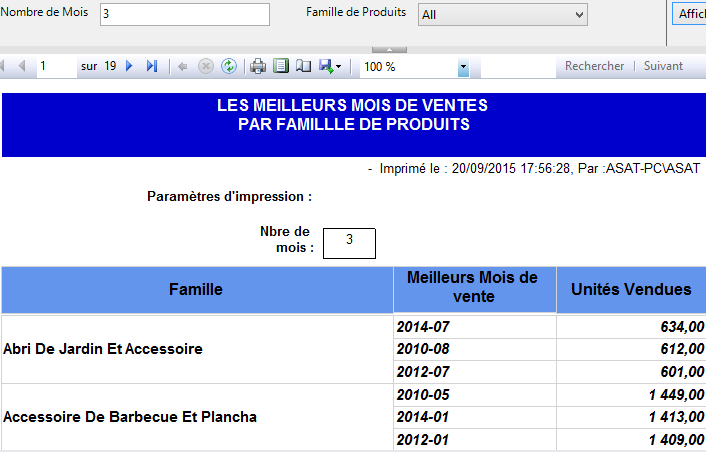 Nombre de Mois 3 Famille de Produits All Affic
1 sur 19 100 % Rechercher | Suivant
LES MEILLEURS MOIS DE VENTES
PAR FAMILLLE DE PRODUITS
- Imprimé le : 20/09/2015 17:56:28, Par :ASAT-PC\ASAT
Paramètres d'impression :
Nbre de
mois :
3
Famille
Meilleurs Mois de
vente
Unités Vendues
Abri De Jardin Et Accessoire
2014-07 634,00
2010-08 612,00
2012-07 601,00
Accessoire De Barbecue Et Plancha
2010-05 1 449,00
2014-01 1 413,00
2012-01 1 409,00